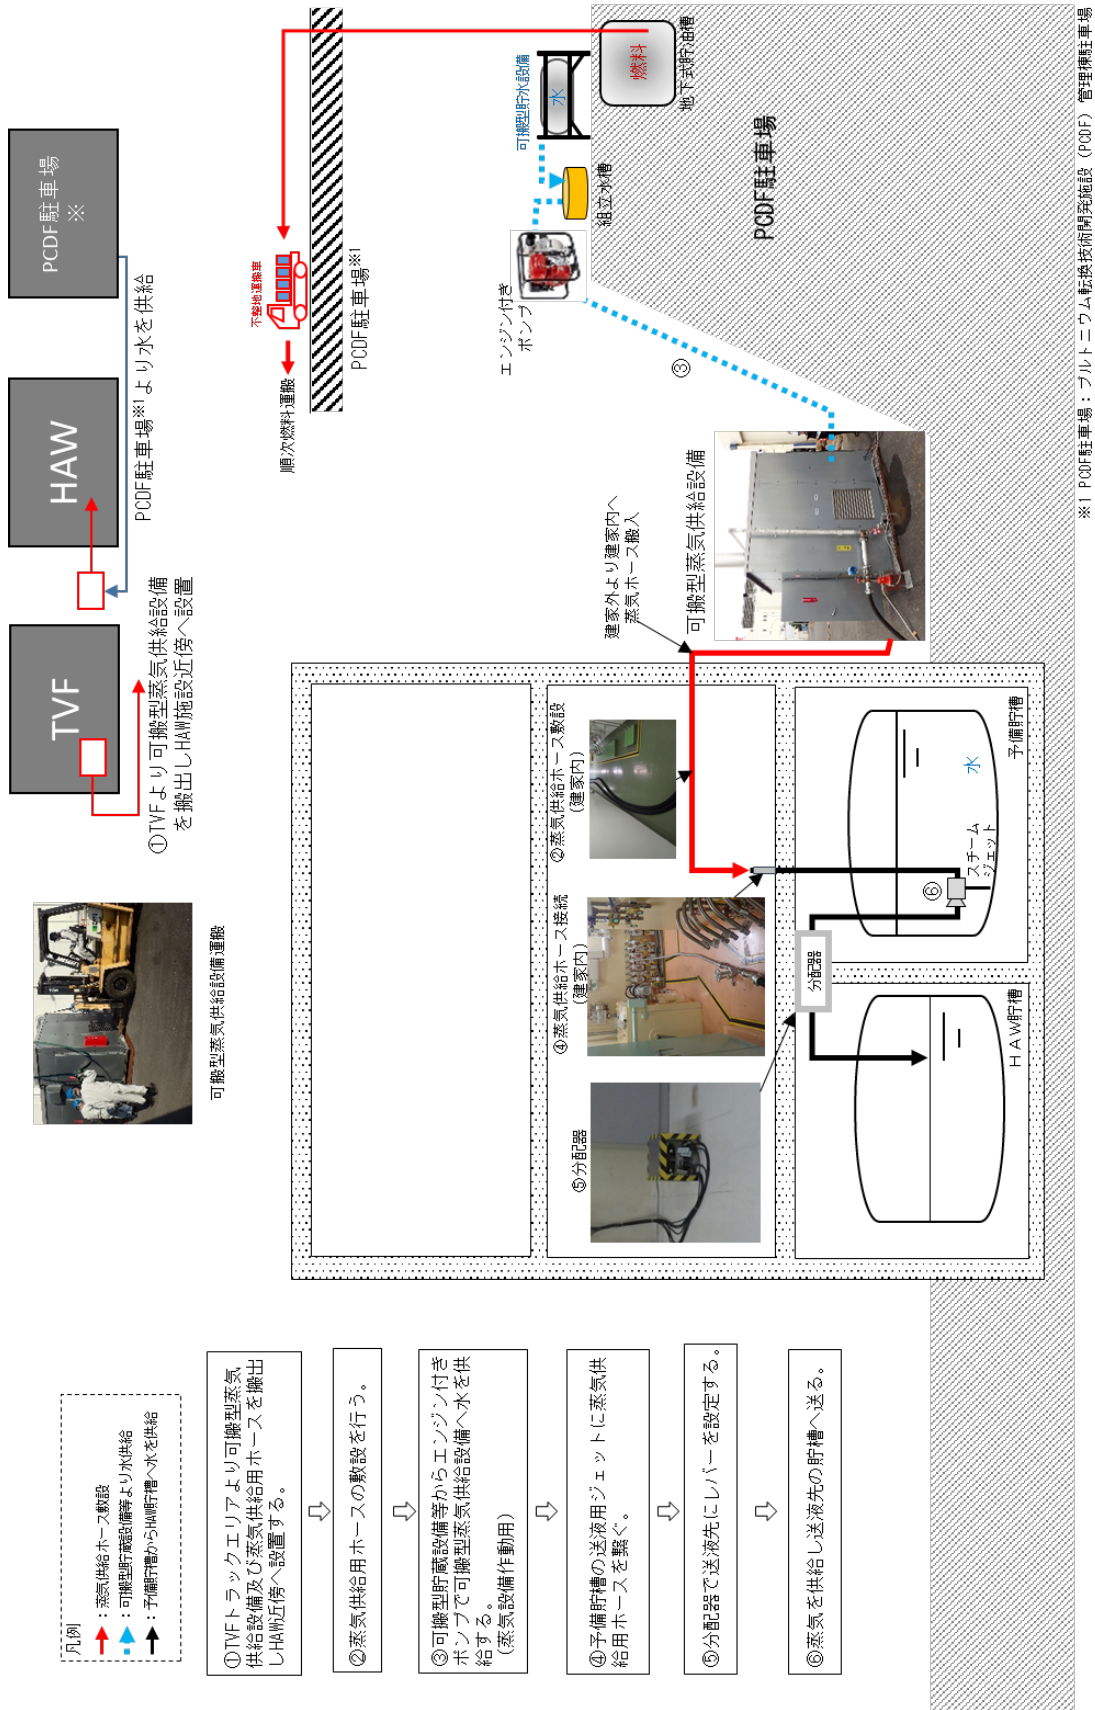 凡例
：蒸気供給ホース敷設
：可搬型貯蔵設備等より水供給
：予備貯槽からHAW貯槽へ水を供給
①TVFトラックエリアより可搬型蒸気
供給設備及び蒸気供給用ホースを搬出
しHAW近傍へ設置する。
②蒸気供給用ホースの敷設を行う。
③可搬型貯蔵設備等からエンジン付き
ポンプで可搬型蒸気供給設備へ水を供
給する。
（蒸気設備作動用）
④予備貯槽の送液用ジェットに蒸気供
給用ホースを繋ぐ。
⑤分配器で送液先にレバーを設定する。
⑥蒸気を供給し送液先の貯槽へ送る。
可搬型蒸気供給設備運搬
TVF
HAW
PCDF駐車場
※
①TVFより可搬型蒸気供給設備
を搬出しHAW施設近傍へ設置
PCDF駐車場※1より水を供給
順次燃料運搬
不整地運搬車
PCDF駐車場※1
⑤分配器
④蒸気供給ホース接続
（建家内）
②蒸気供給ホース敷設
（建家内）
建家外より建家内へ
蒸気ホース搬入
可搬型蒸気供給設備
③
エンジン付き
ポンプ
組立水槽
可搬型貯水設備
水
燃料
地下式貯油槽
PCDF駐車場
分配器
⑥
スチーム
ジェット
水
HAW貯槽
予備貯槽
※1 PCDF駐車場：プルトニウム転換技術開発施設（PCDF）管理棟駐車場